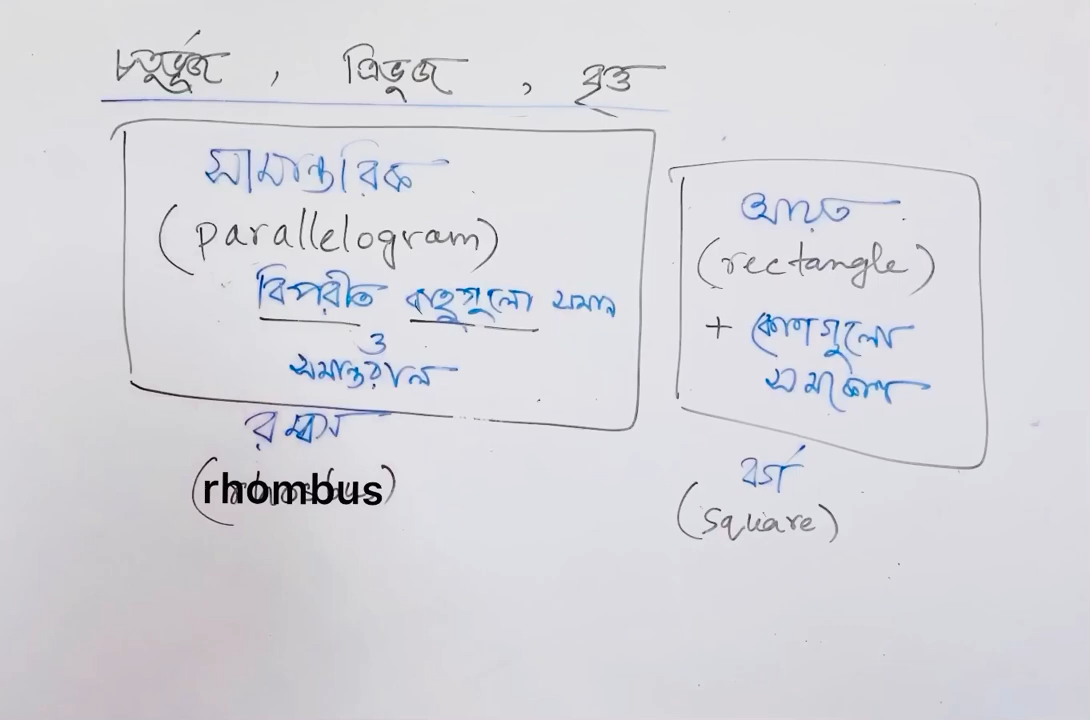 চতুর্ভুজ , ত্রিভুজ , বৃত্ত
সামান্তরিক
(parallelogram)
বিপরীত বাহুগুলো সমান
ও
সমান্তরাল
রম্বস
(rhombus)
আয়ত
(rectangle)
+ কোণগুলো
সমকোণ
বর্গ
(square)